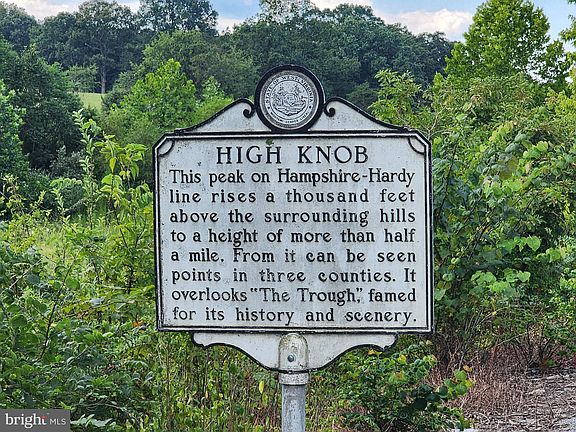 HIGH KNOB
This peak on Hampshire-Hardy
line rises a thousand feet
above the surrounding hills
to a height of more than half
a mile. From it can be seen
points in three counties. It
overlooks "The Trough," famed
for its history and scenery.
bright MLS